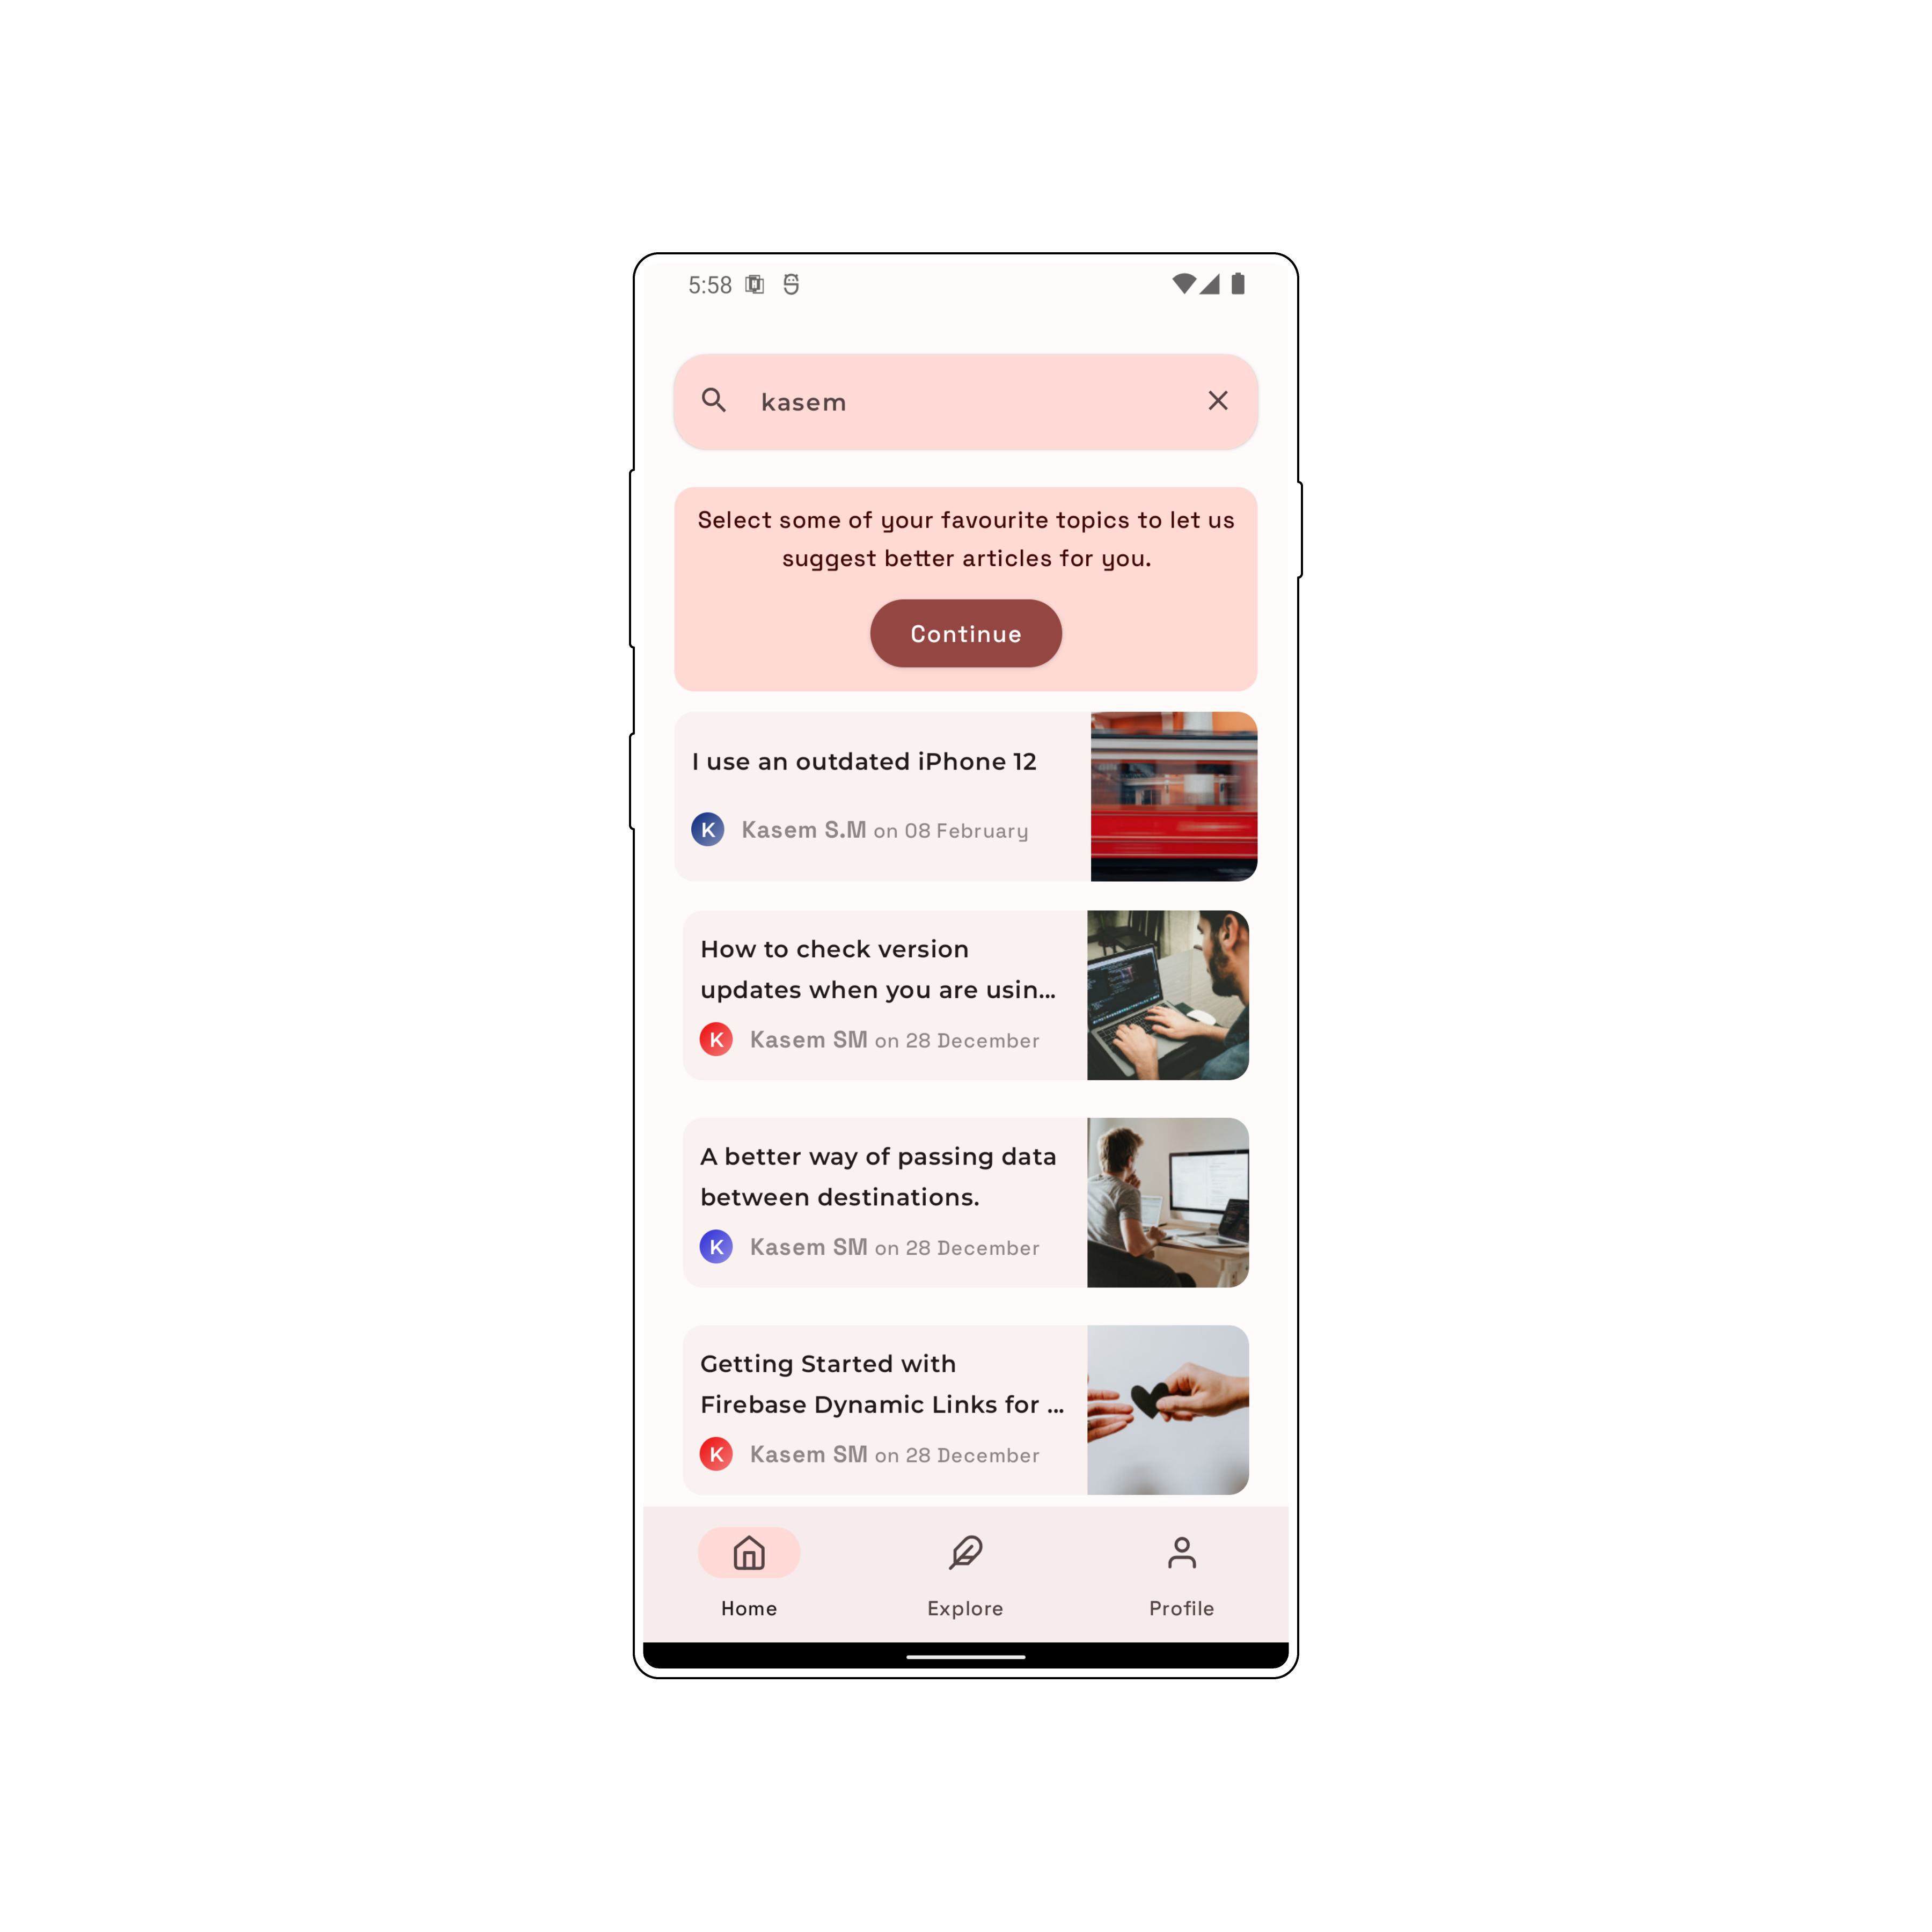 5:58
kasem
Select some of your favourite topics to let us
suggest better articles for you.
Continue
I use an outdated iPhone 12
K Kasem S.M on 08 February
How to check version
updates when you are usin...
K Kasem SM on 28 December
A better way of passing data
between destinations.
K Kasem SM on 28 December
Getting Started with
Firebase Dynamic Links for ...
K Kasem SM on 28 December
Home Explore Profile